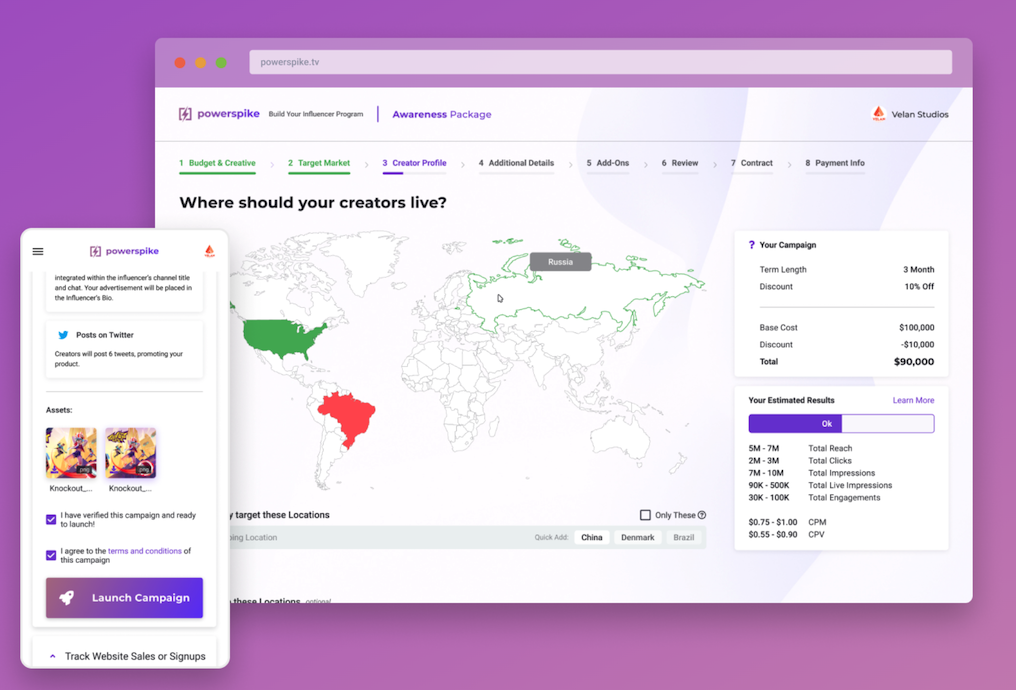 powerspike.tv
powerspike Build Your Influencer Program Awareness Package
VELAN Velan Studios
1 Budget & Creative 2 Target Market 3 Creator Profile 4 Additional Details 5 Add-Ons 6 Review 7 Contract 8 Payment Info
Where should your creators live?
Russia
y target these Locations
Only These ?
ing Location
Quick Add: China Denmark Brazil
these Locations optional
? Your Campaign
Term Length 3 Month
Discount 10% Off
Base Cost $100,000
Discount -$10,000
Total $90,000
Your Estimated Results Learn More
Ok
5M - 7M Total Reach
2M - 3M Total Clicks
7M - 10M Total Impressions
90K - 500K Total Live Impressions
30K - 100K Total Engagements
$0.75 - $1.00 CPM
$0.55 - $0.90 CPV
powerspike
integrated within the influencer's channel title
and chat. Your advertisement will be placed in
the Influencer's Bio.
Posts on Twitter
Creators will post 6 tweets, promoting your
product.
Assets:
.png .png
Knockout_... Knockout_...
I have verified this campaign and ready
to launch!
I agree to the terms and conditions of
this campaign
Launch Campaign
Track Website Sales or Signups